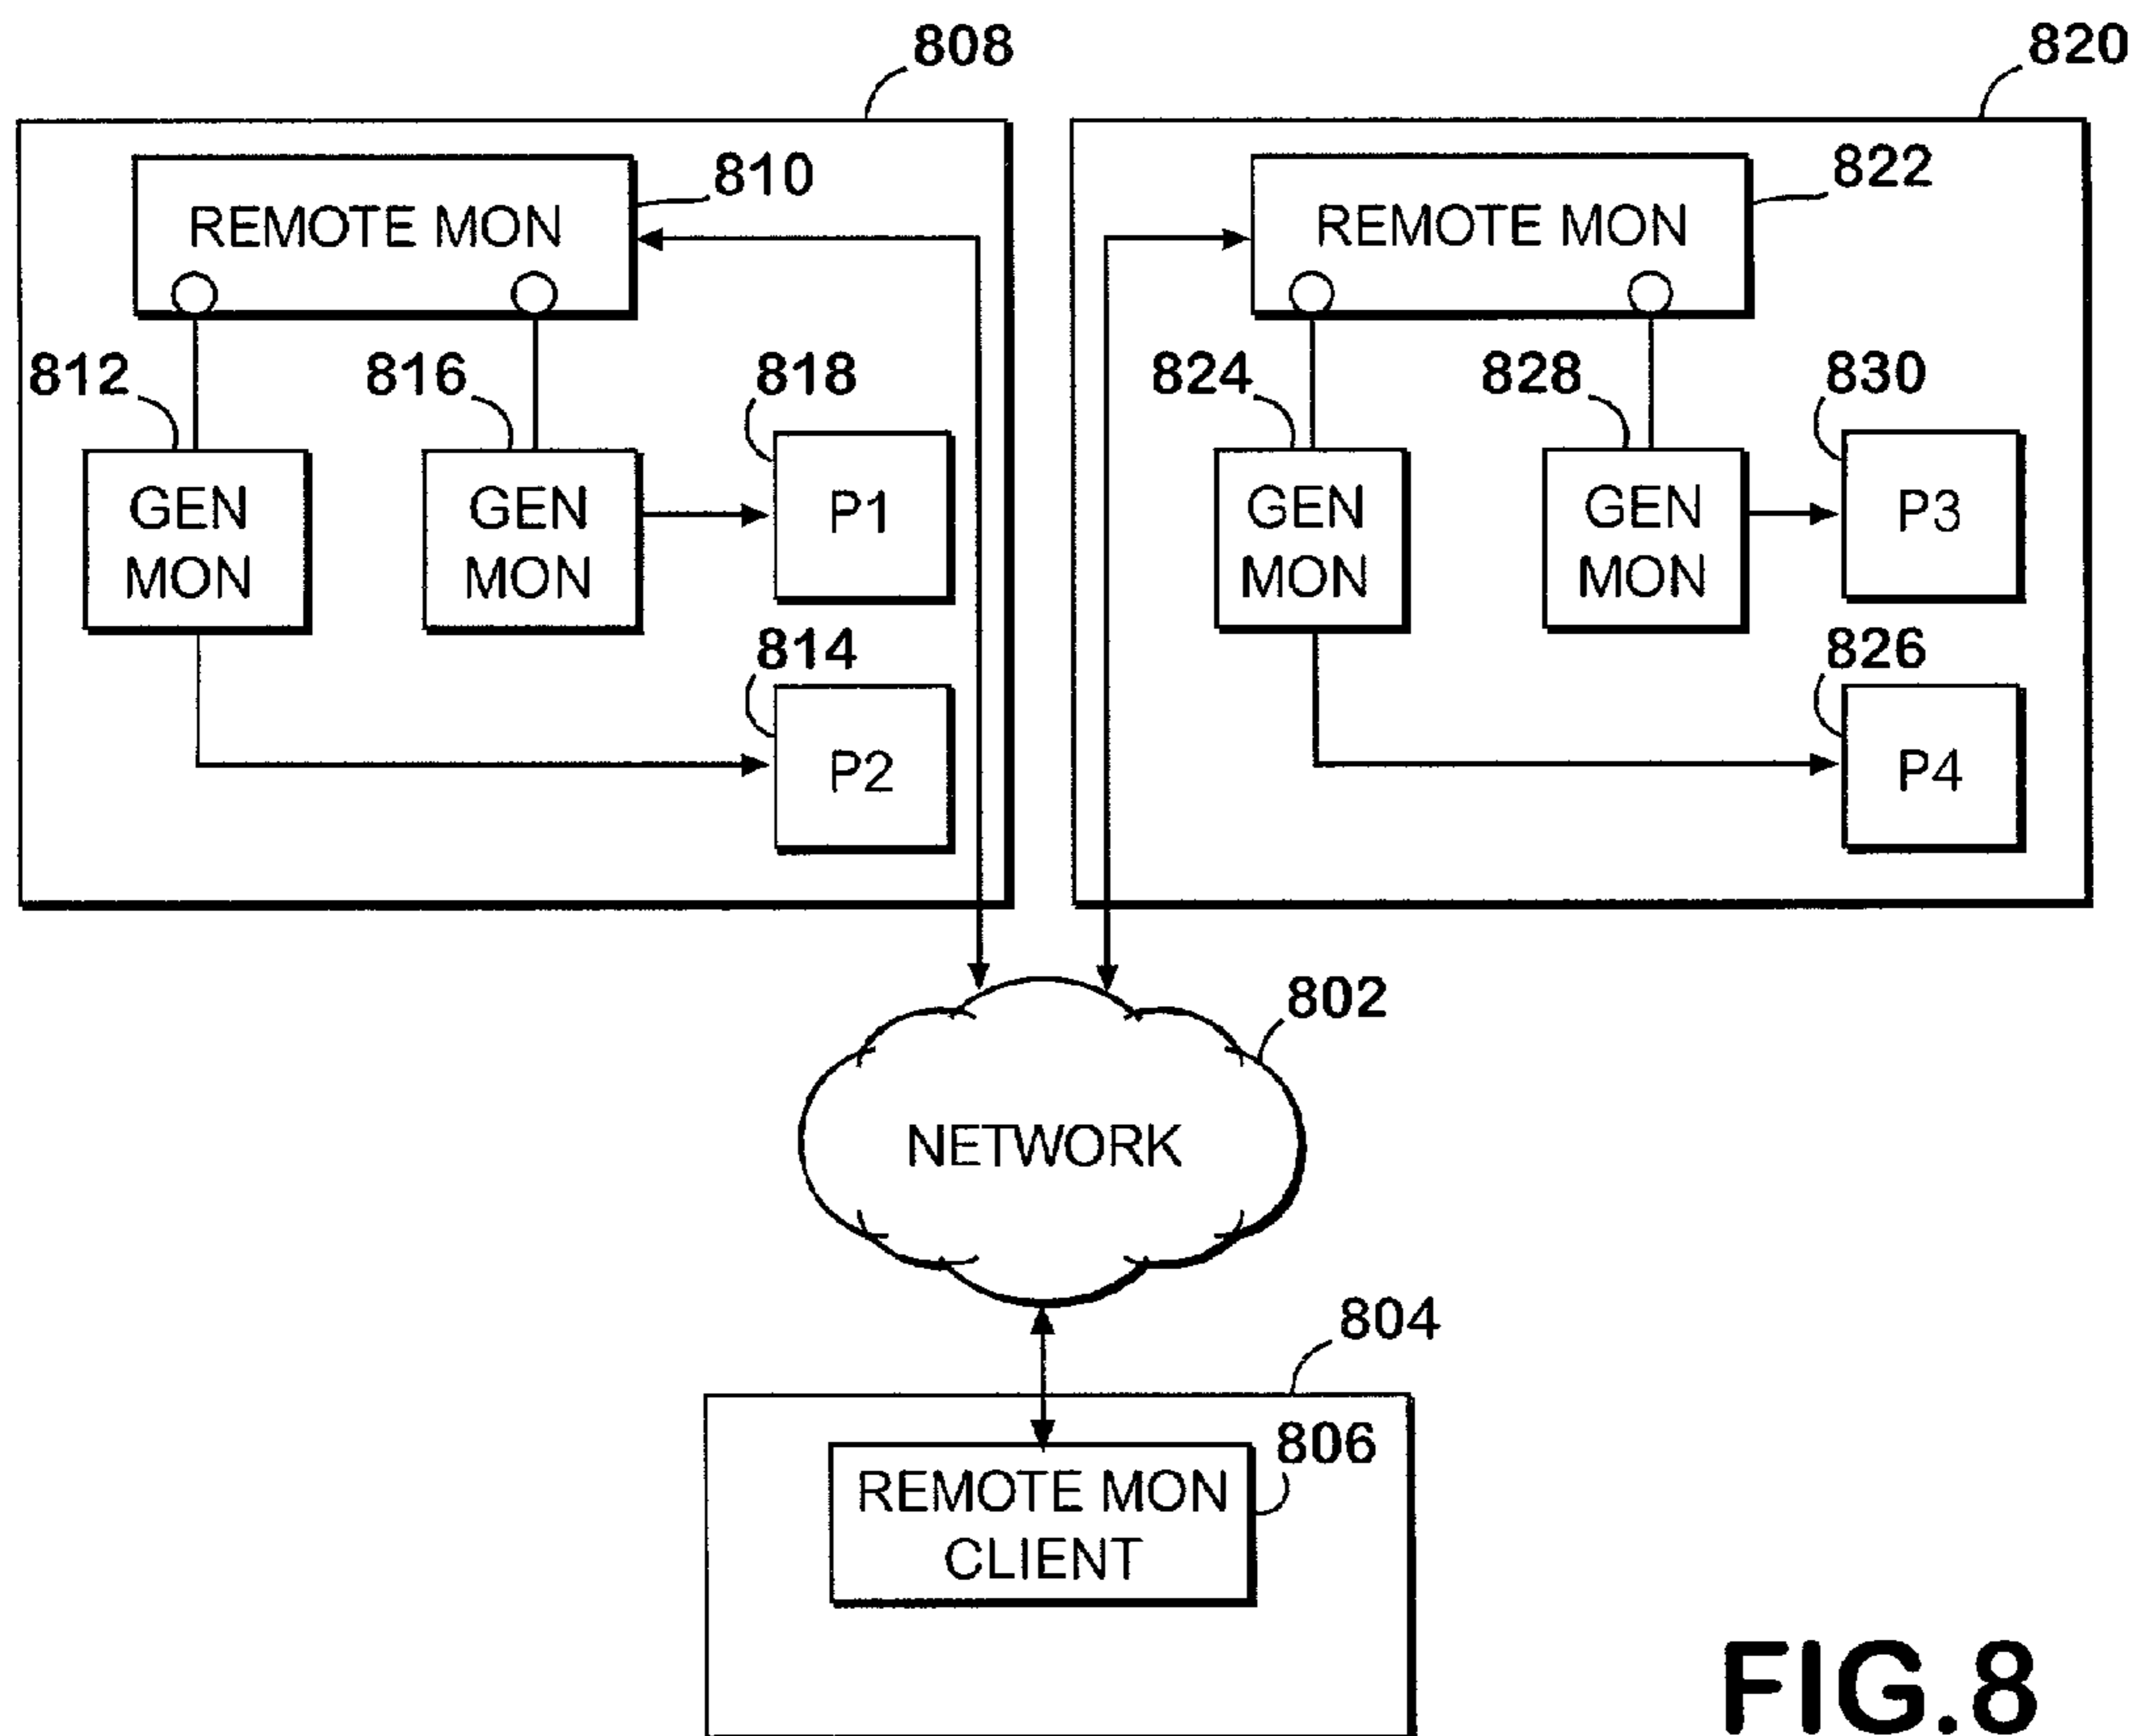 808
820
810
REMOTE MON
822
REMOTE MON
812
816
818
824
828
830
GEN
MON
GEN
MON
P1
GEN
MON
GEN
MON
P3
814
P2
826
P4
802
NETWORK
804
806
REMOTE MON
CLIENT
FIG.8